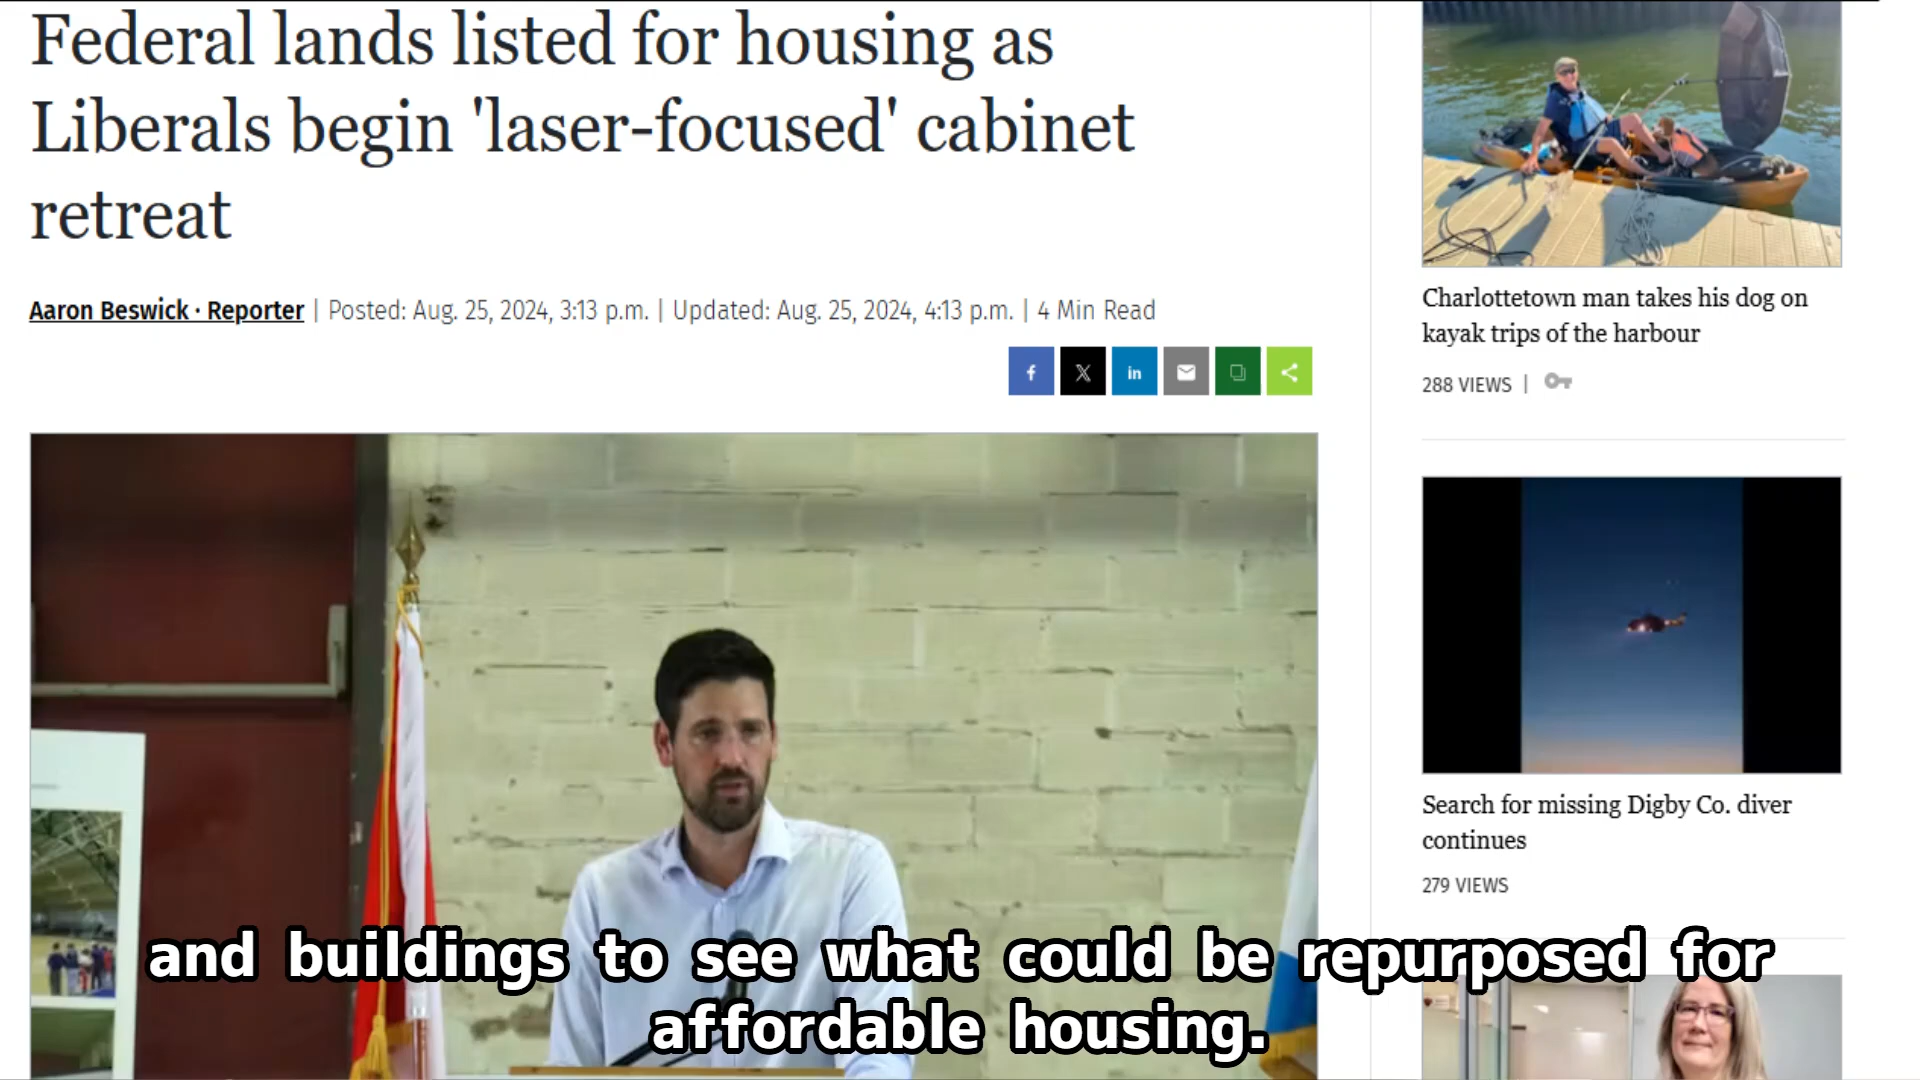 Federal lands listed for housing as
Liberals begin 'laser-focused' cabinet
retreat
Aaron Beswick · Reporter | Posted: Aug. 25, 2024, 3:13 p.m. | Updated: Aug. 25, 2024, 4:13 p.m. | 4 Min Read
Charlottetown man takes his dog on
kayak trips of the harbour
288 VIEWS |
Search for missing Digby Co. diver
continues
279 VIEWS
and buildings to see what could be repurposed for
affordable housing.